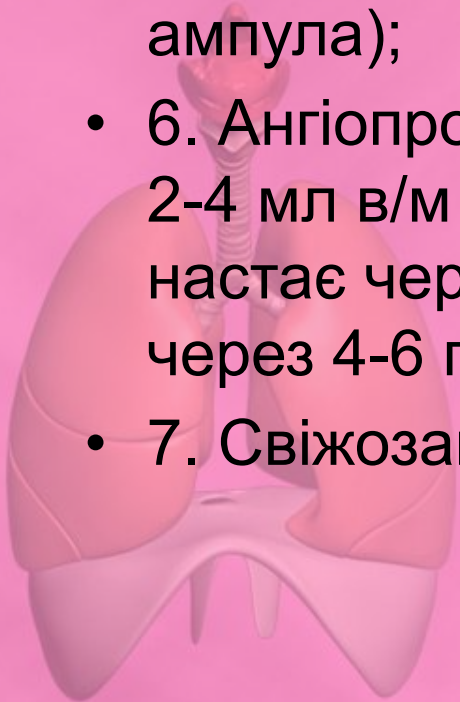 ампула);
• 6. Ангіопро
2-4 мл в/м
настає чер
через 4-6 г
• 7. Свіжоза